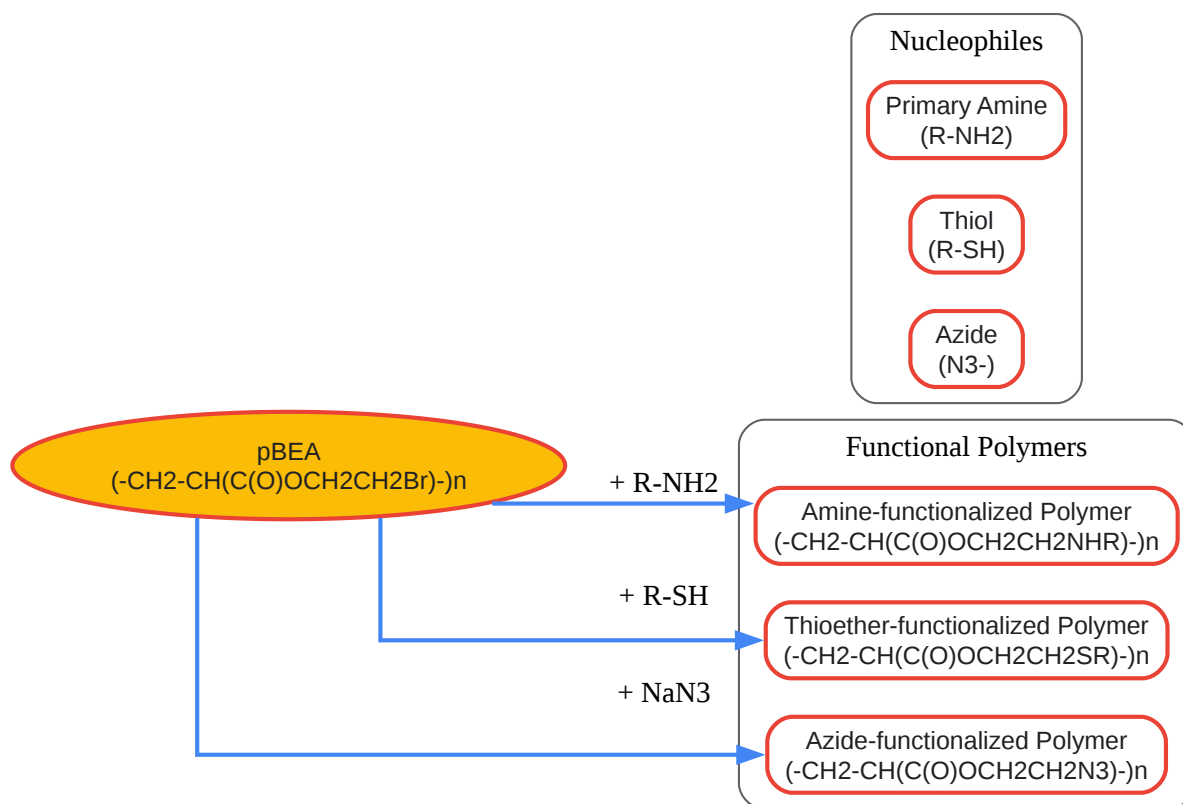 Nucleophiles
Primary Amine
(R-NH2)
Thiol
(R-SH)
Azide
(N3-)
pBEA
(-CH2-CH(C(O)OCH2CH2Br)-)n
+ R-NH2
+ R-SH
+ NaN3
Functional Polymers
Amine-functionalized Polymer
(-CH2-CH(C(O)OCH2CH2NHR)-)n
Thioether-functionalized Polymer
(-CH2-CH(C(O)OCH2CH2SR)-)n
Azide-functionalized Polymer
(-CH2-CH(C(O)OCH2CH2N3)-)n